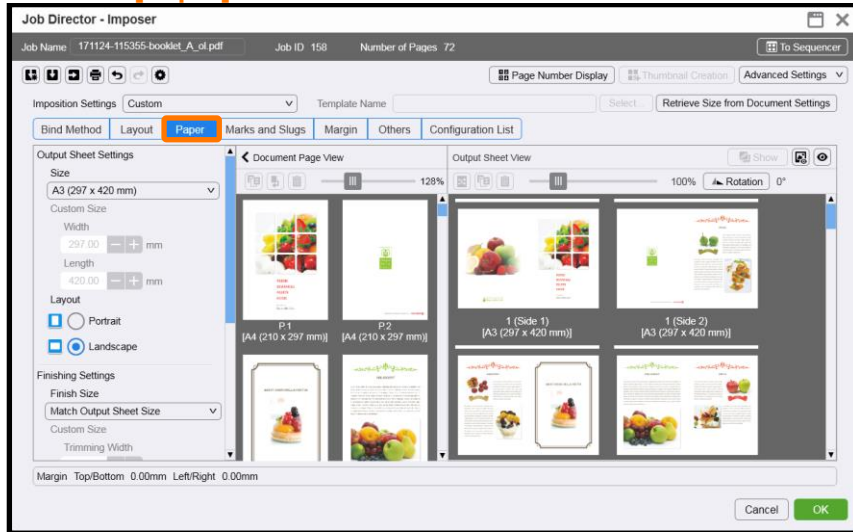 Job Director - Imposer
Job Name 171124-115355-booklet_A_ol.pdf Job ID 158 Number of Pages 72 To Sequencer
Page Number Display Thumbnail Creation Advanced Settings
Imposition Settings Custom Template Name Select... Retrieve Size from Document Settings
Bind Method Layout Paper Marks and Slugs Margin Others Configuration List
Output Sheet Settings
Size
A3 (297 x 420 mm)
Custom Size
Width
297.00 mm
Length
420.00 mm
Layout
Portrait
Landscape
Finishing Settings
Finish Size
Match Output Sheet Size
Custom Size
Trimming Width
Document Page View
128%
P.1
[A4 (210 x 297 mm)]
P.2
[A4 (210 x 297 mm)]
Output Sheet View Show
100% Rotation 0°
1 (Side 1)
[A3 (297 x 420 mm)]
1 (Side 2)
[A3 (297 x 420 mm)]
Margin Top/Bottom 0.00mm Left/Right 0.00mm
Cancel OK